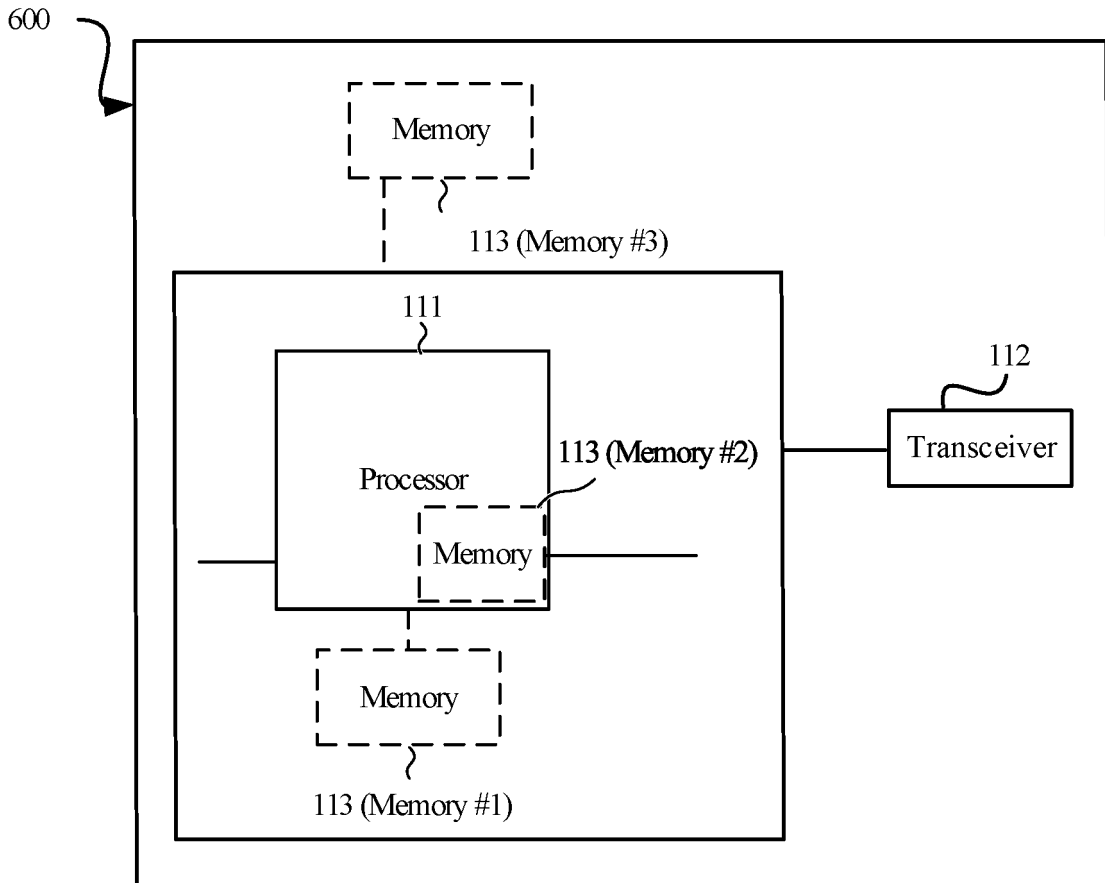 600
Memory
113 (Memory #3)
111
112
Transceiver
113 (Memory #2)
Processor
Memory
Memory
113 (Memory #1)